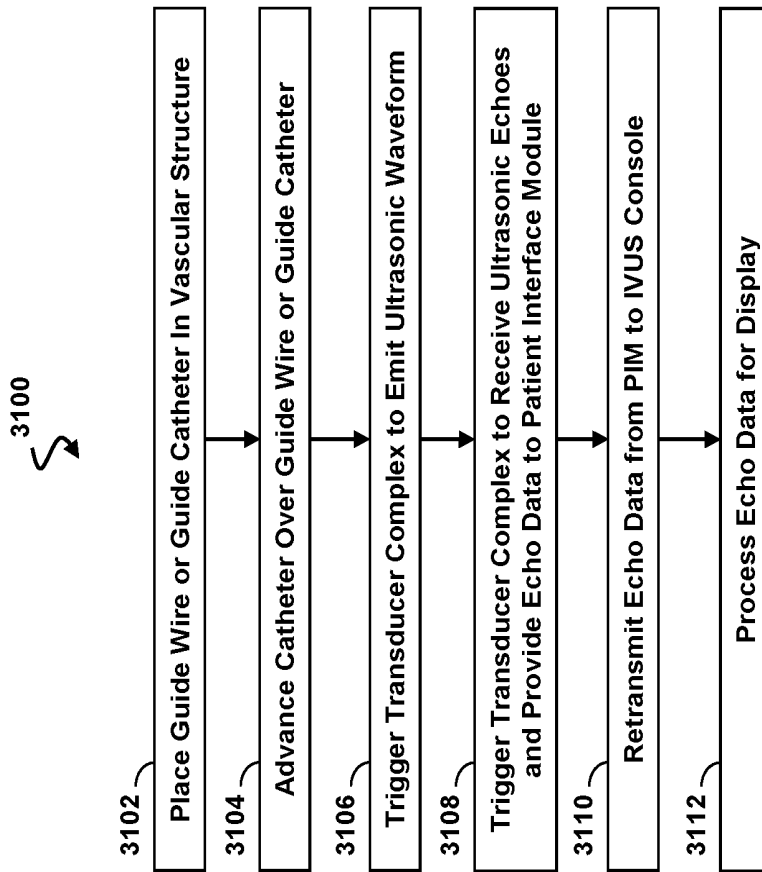 3100
3102
Place Guide Wire or Guide Catheter In Vascular Structure
3104
Advance Catheter Over Guide Wire or Guide Catheter
3106
Trigger Transducer Complex to Emit Ultrasonic Waveform
3108
Trigger Transducer Complex to Receive Ultrasonic Echoes
and Provide Echo Data to Patient Interface Module
3110
Retransmit Echo Data from PIM to IVUS Console
3112
Process Echo Data for Display